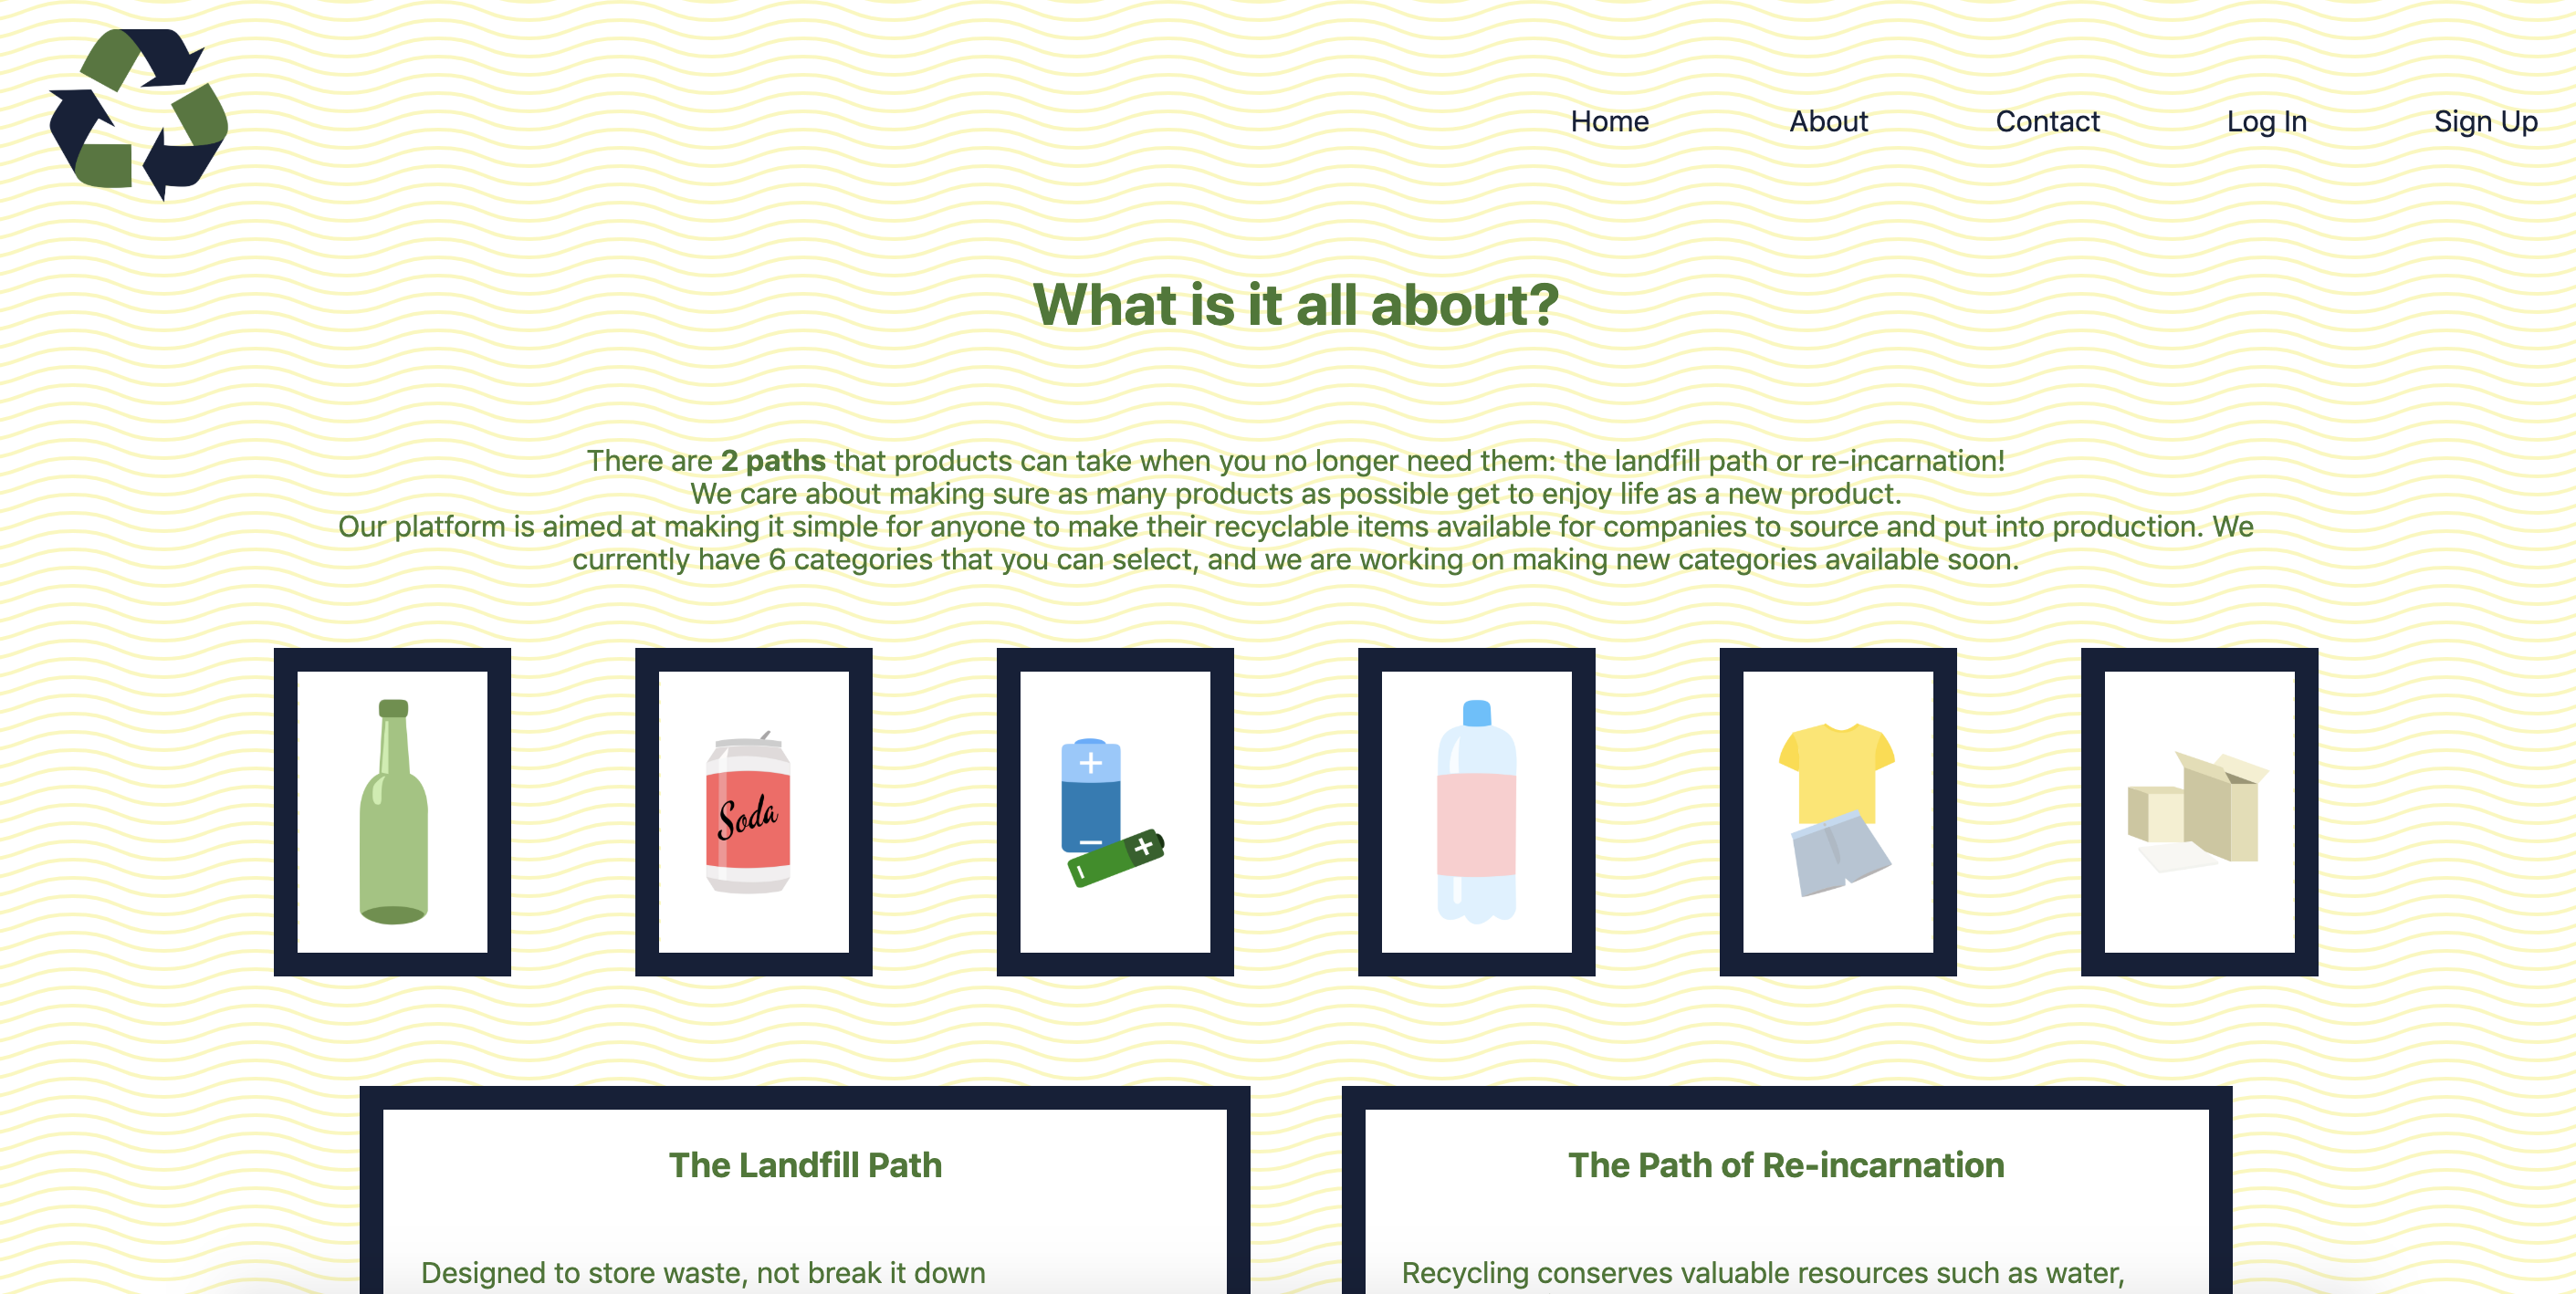 Home About Contact Log In Sign Up
What is it all about?
There are 2 paths that products can take when you no longer need them: the landfill path or re-incarnation!
We care about making sure as many products as possible get to enjoy life as a new product.
Our platform is aimed at making it simple for anyone to make their recyclable items available for companies to source and put into production. We
currently have 6 categories that you can select, and we are working on making new categories available soon.
Soda
The Landfill Path
Designed to store waste, not break it down
The Path of Re-incarnation
Recycling conserves valuable resources such as water,